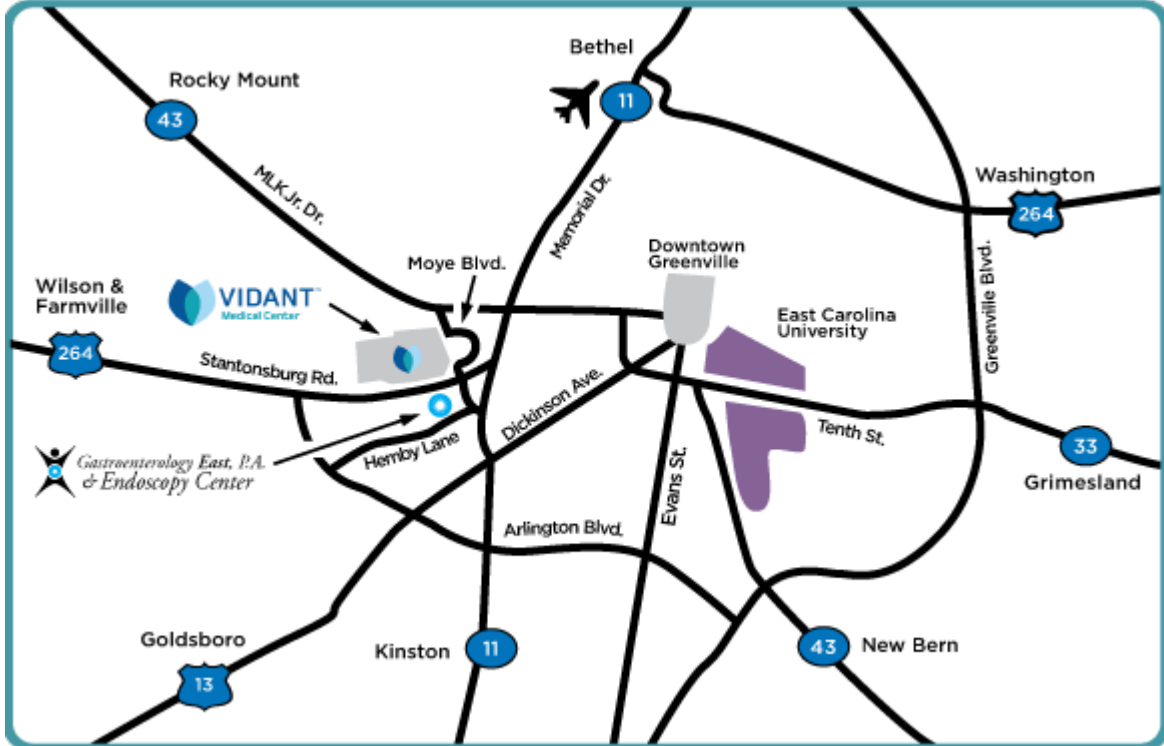 Bethel
11
Rocky Mount
43
MLK Jr. Dr.
Memorial Dr.
Washington
264
Downtown
Greenville
Moye Blvd.
Wilson &
Farmville
264
VIDANT™
Medical Center
East Carolina
University
Greenville Blvd.
Stantonsburg Rd.
Dickinson Ave.
Hemby Lane
Tenth St.
33
Grimesland
Gastroenterology East, P.A.
& Endoscopy Center
Evans St.
Arlington Blvd.
Goldsboro
13
Kinston
11
43
New Bern